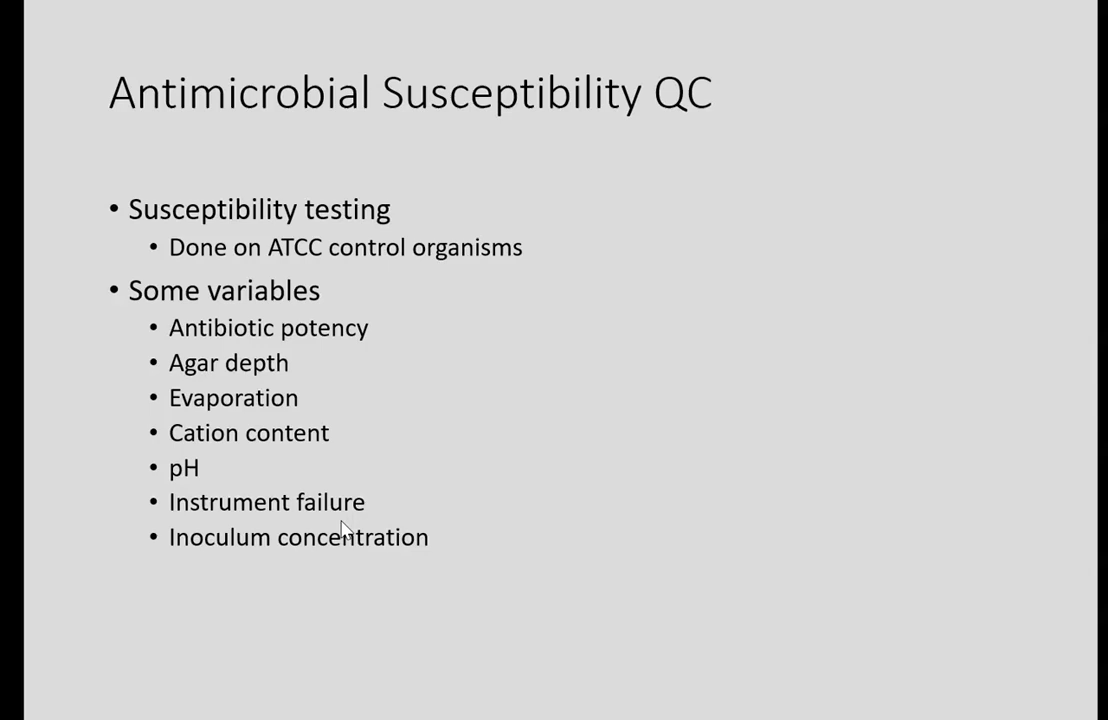 Antimicrobial Susceptibility QC
• Susceptibility testing
• Done on ATCC control organisms
• Some variables
• Antibiotic potency
• Agar depth
• Evaporation
• Cation content
• pH
• Instrument failure
• Inoculum concentration